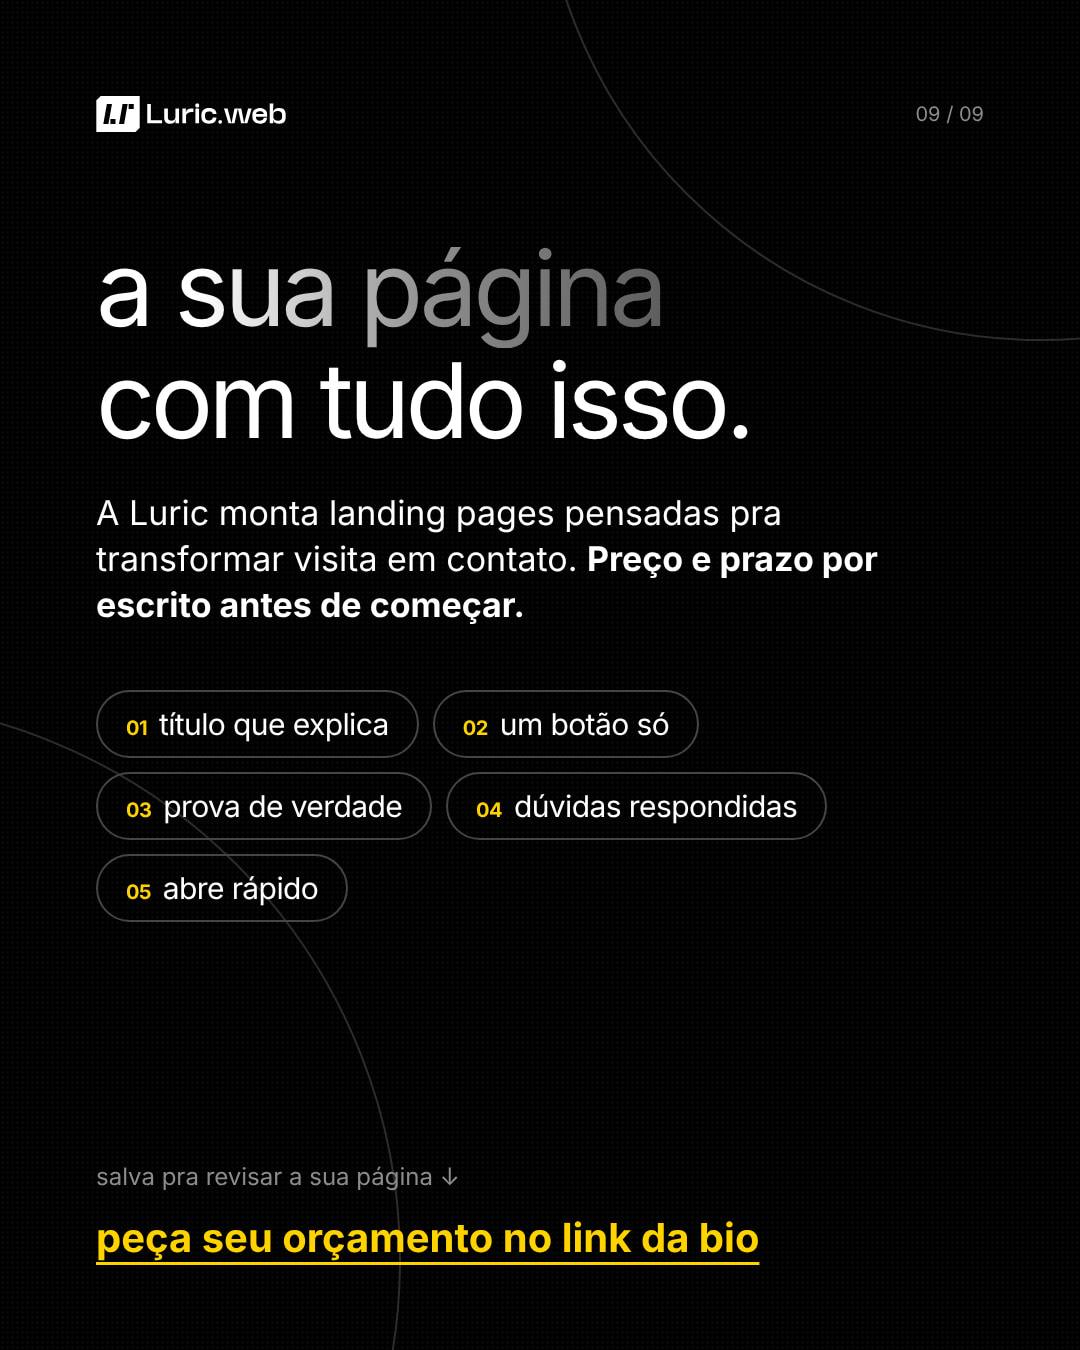 Luric.web
09 / 09
a sua página
com tudo isso.
A Luric monta landing pages pensadas pra
transformar visita em contato. Preço e prazo por
escrito antes de começar.
01 título que explica
02 um botão só
03 prova de verdade
04 dúvidas respondidas
05 abre rápido
salva pra revisar a sua página ↓
peça seu orçamento no link da bio